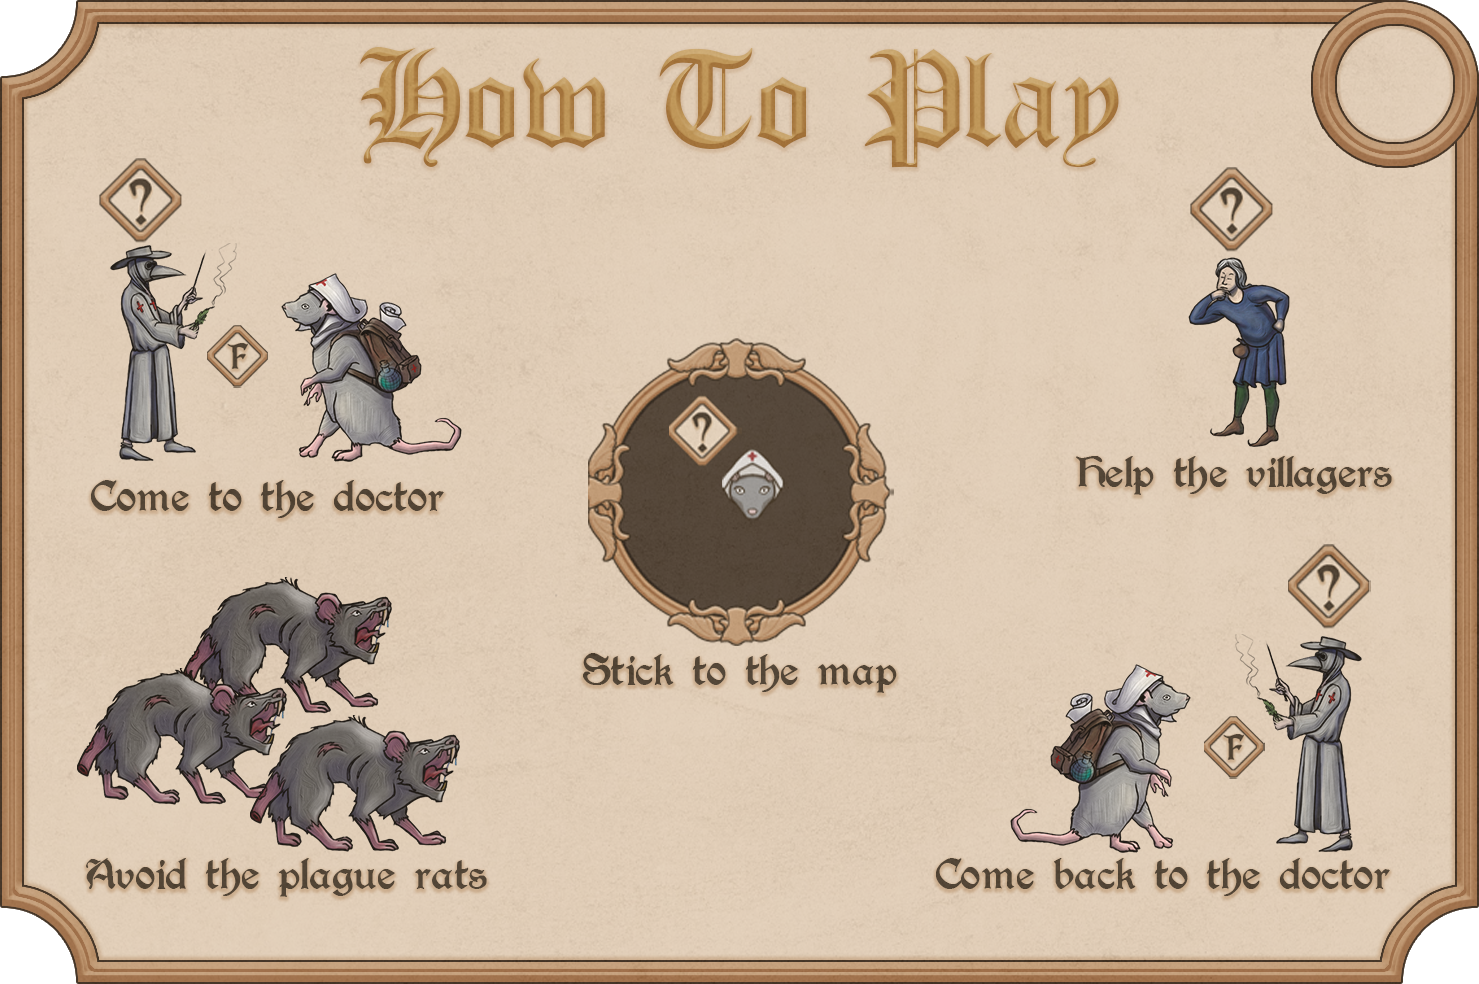 How To Play
?
F
Come to the doctor
Avoid the plague rats
?
Stick to the map
?
Help the villagers
?
F
Come back to the doctor